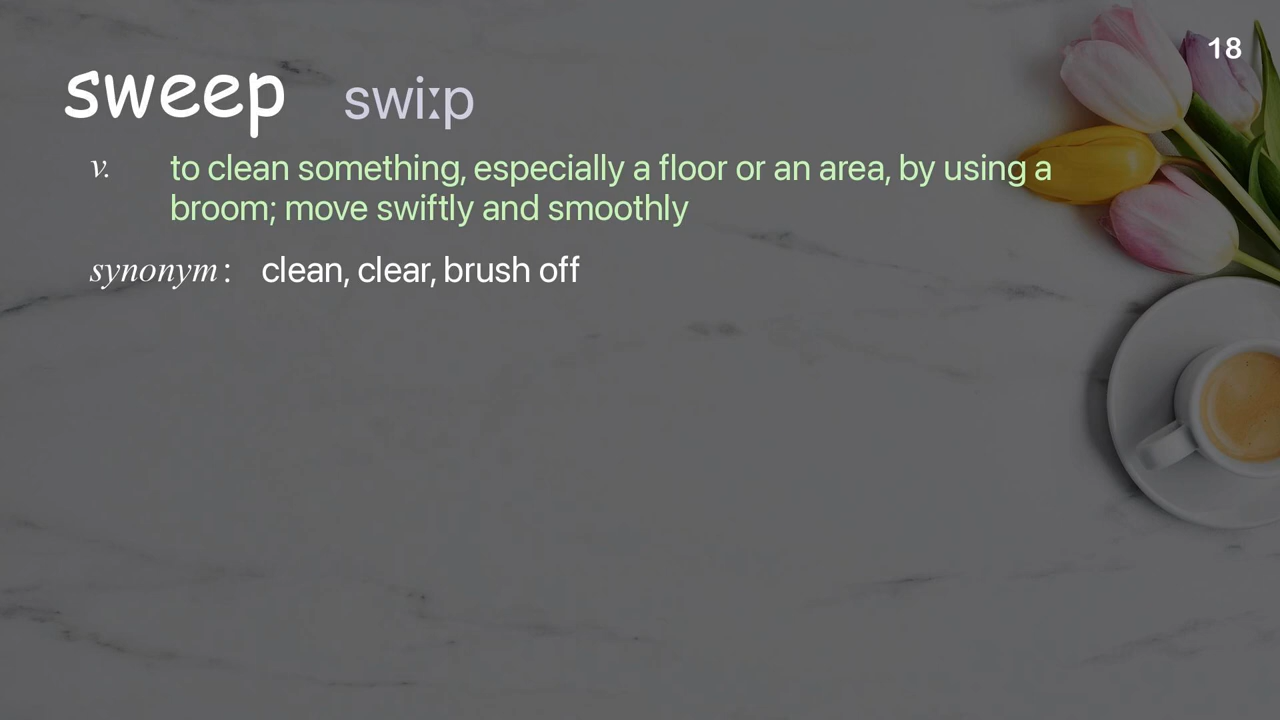 18
sweep swiːp
v. to clean something, especially a floor or an area, by using a
broom; move swiftly and smoothly
synonym : clean, clear, brush off